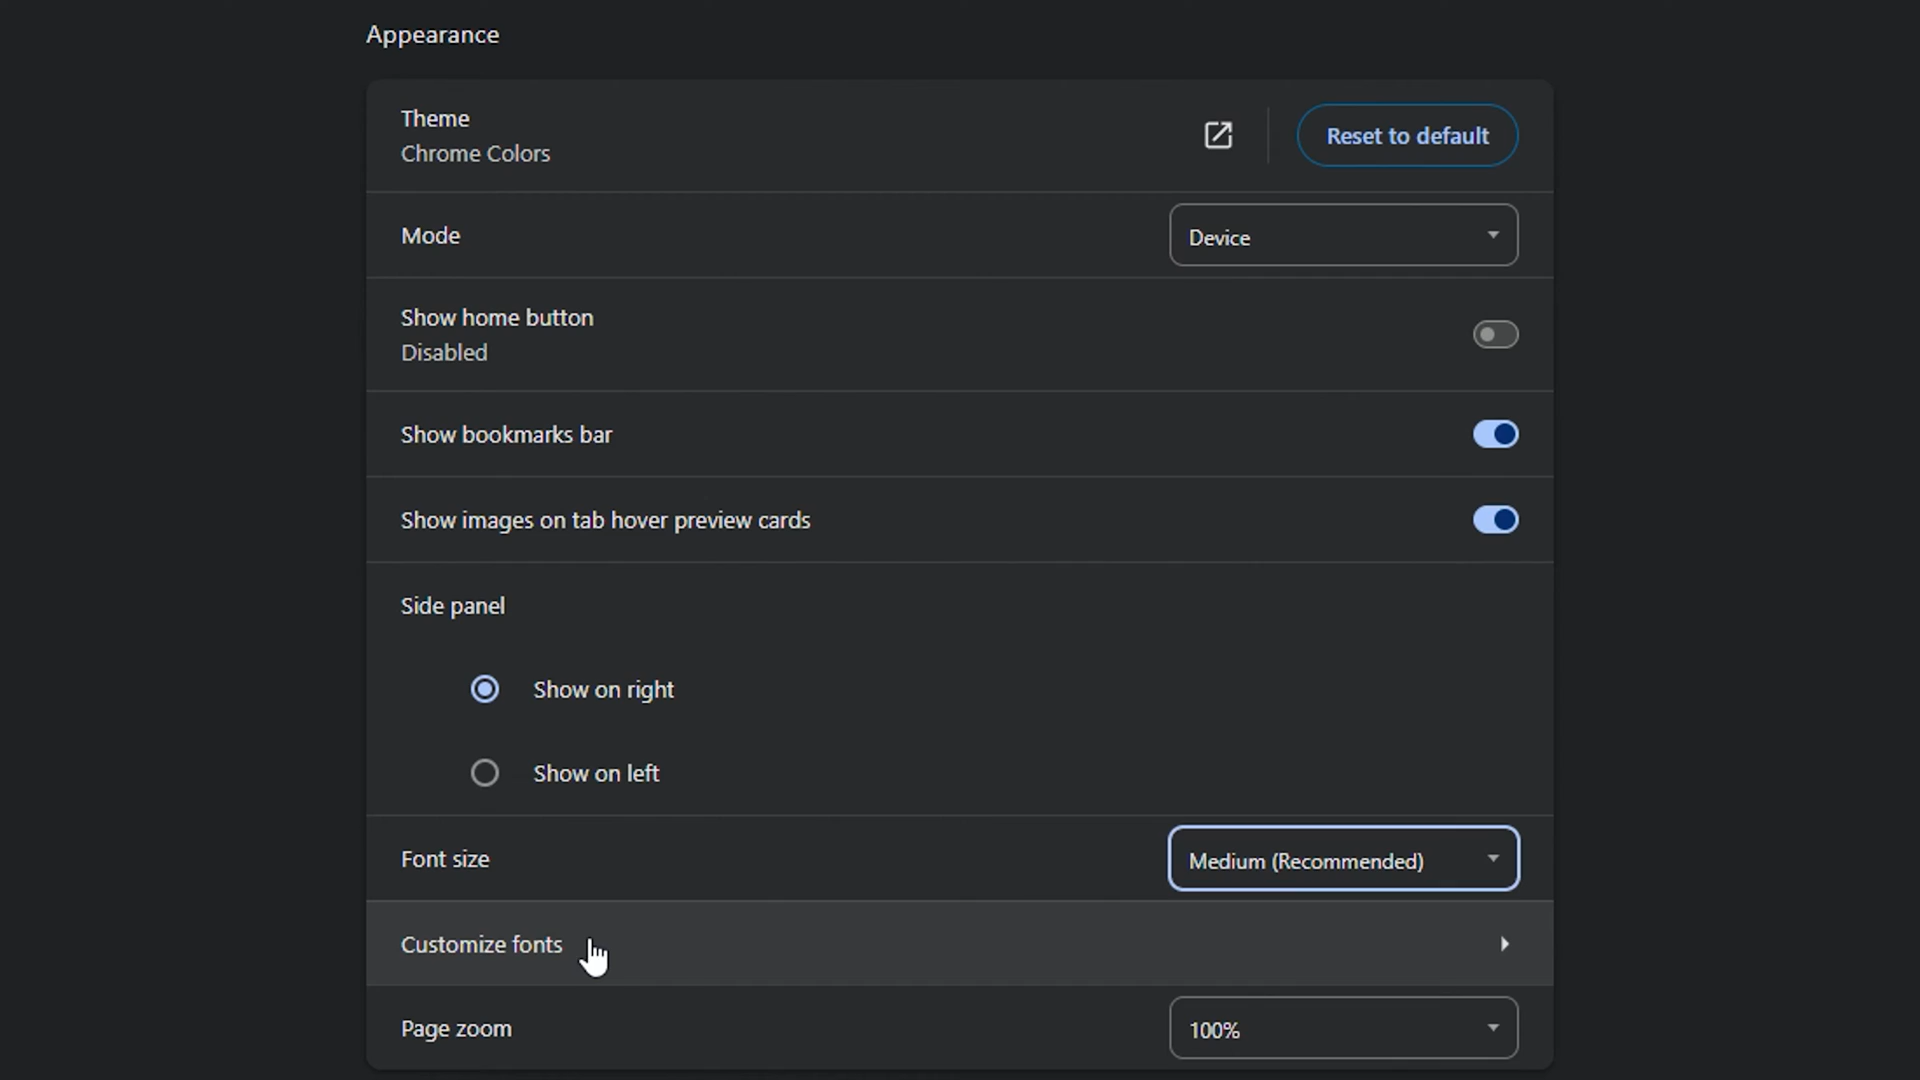 Appearance
Theme
Chrome Colors
Reset to default
Mode
Device
Show home button
Disabled
Show bookmarks bar
Show images on tab hover preview cards
Side panel
Show on right
Show on left
Font size
Medium (Recommended)
Customize fonts
Page zoom
100%